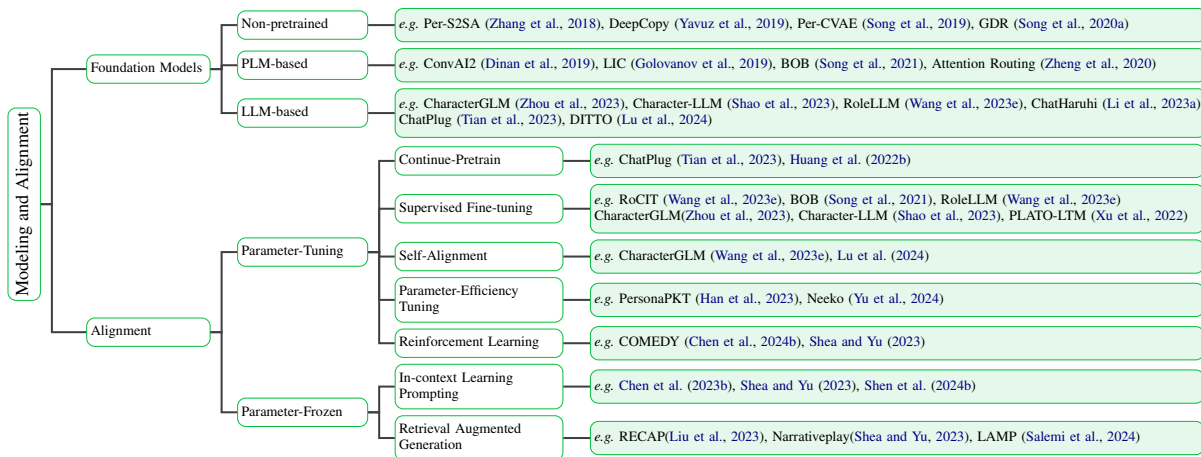 Modeling and Alignment
Foundation Models
Non-pretrained
e.g. Per-S2SA (Zhang et al., 2018), DeepCopy (Yavuz et al., 2019), Per-CVAE (Song et al., 2019), GDR (Song et al., 2020a)
PLM-based
e.g. ConvAI2 (Dinan et al., 2019), LIC (Golovanov et al., 2019), BOB (Song et al., 2021), Attention Routing (Zheng et al., 2020)
LLM-based
e.g. CharacterGLM (Zhou et al., 2023), Character-LLM (Shao et al., 2023), RoleLLM (Wang et al., 2023e), ChatHaruhi (Li et al., 2023a)
ChatPlug (Tian et al., 2023), DITTO (Lu et al., 2024)
Alignment
Parameter-Tuning
Continue-Pretrain
e.g. ChatPlug (Tian et al., 2023), Huang et al. (2022b)
Supervised Fine-tuning
e.g. RoCIT (Wang et al., 2023e), BOB (Song et al., 2021), RoleLLM (Wang et al., 2023e)
CharacterGLM(Zhou et al., 2023), Character-LLM (Shao et al., 2023), PLATO-LTM (Xu et al., 2022)
Self-Alignment
e.g. CharacterGLM (Wang et al., 2023e), Lu et al. (2024)
Parameter-Efficiency
Tuning
e.g. PersonaPKT (Han et al., 2023), Neeko (Yu et al., 2024)
Reinforcement Learning
e.g. COMEDY (Chen et al., 2024b), Shea and Yu (2023)
Parameter-Frozen
In-context Learning
Prompting
e.g. Chen et al. (2023b), Shea and Yu (2023), Shen et al. (2024b)
Retrieval Augmented
Generation
e.g. RECAP(Liu et al., 2023), Narrativeplay(Shea and Yu, 2023), LAMP (Salemi et al., 2024)